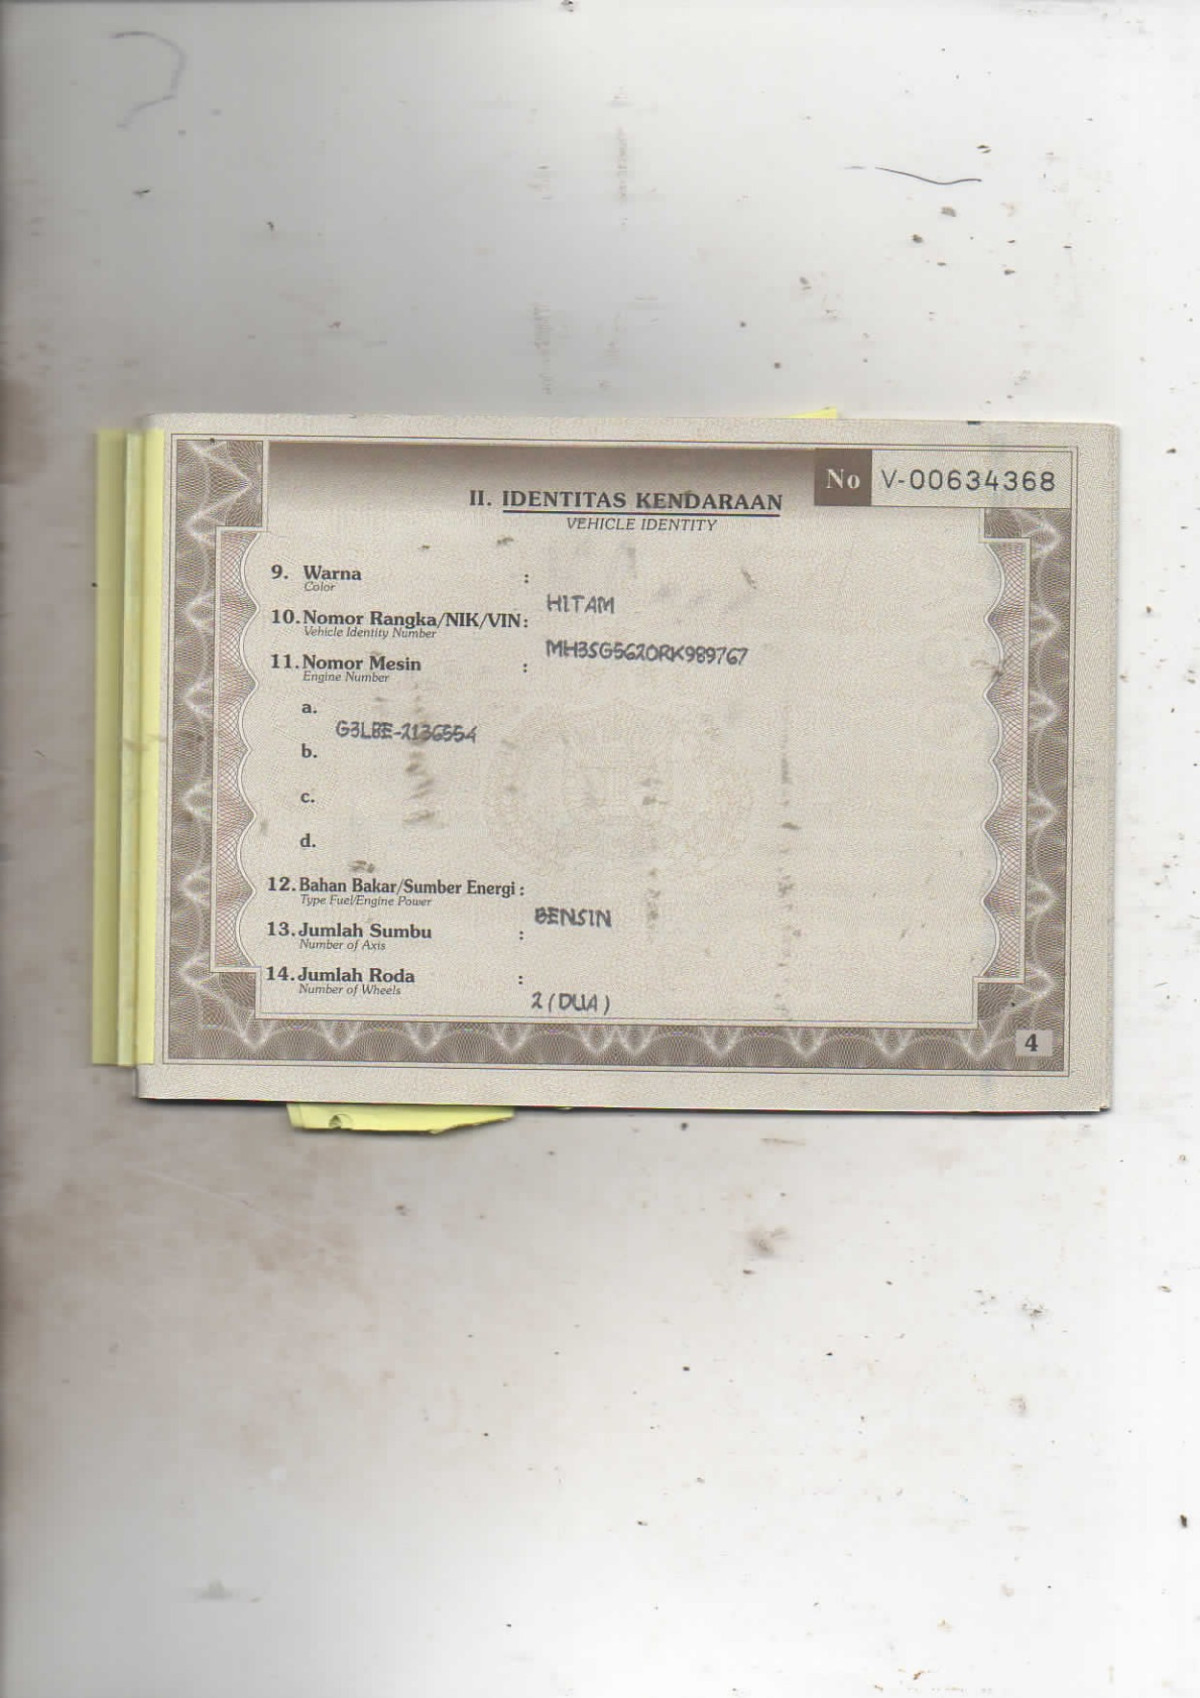 No V-00634368
II. IDENTITAS KENDARAAN
VEHICLE IDENTITY
9. Warna :
Color
HITAM
10. Nomor Rangka/NIK/VIN:
Vehicle Identity Number
MH3SG5620RK989767
11. Nomor Mesin :
Engine Number
a.
G3LBE-2136554
b.
c.
d.
12. Bahan Bakar/Sumber Energi :
Type Fuel/Engine Power
BENSIN
13. Jumlah Sumbu :
Number of Axis
14. Jumlah Roda :
Number of Wheels
2 (DUA)
4